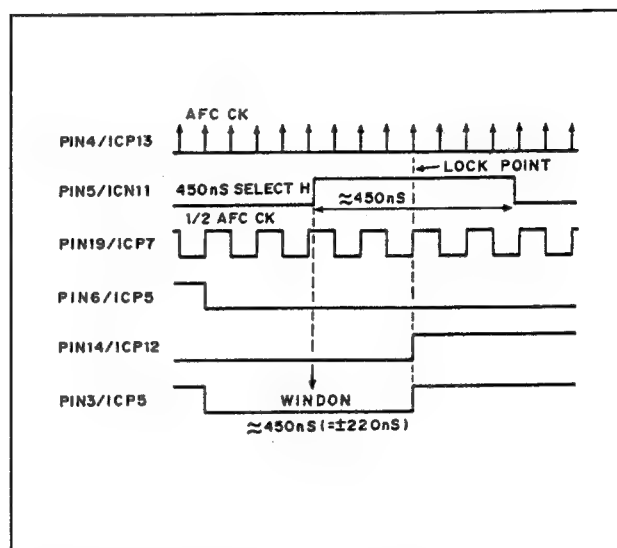 AFC CK
PIN4/ICP13
← LOCK POINT
PIN5/ICN11 450NS SELECT H
≈450nS
1/2 AFC CK
PIN19/ICP7
PIN6/ICP5
PIN14/ICP12
PIN3/ICP5 WINDON
≈450nS(=±220nS)